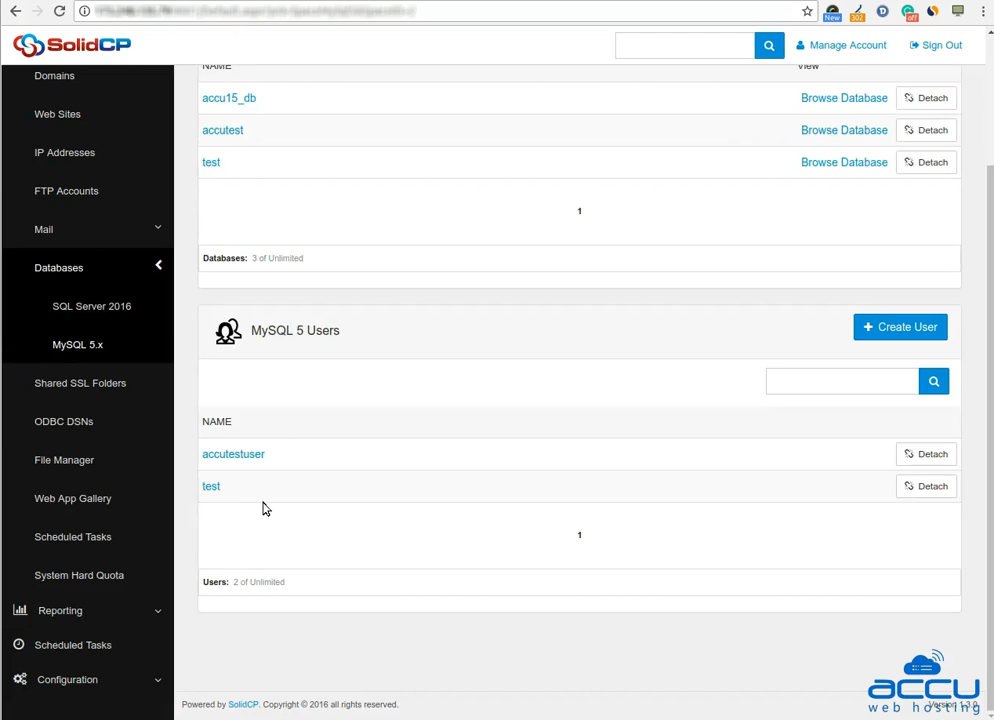 New 302 off
SolidCP
Manage Account Sign Out
Domains
Web Sites
IP Addresses
FTP Accounts
Mail
Databases
SQL Server 2016
MySQL 5.x
Shared SSL Folders
ODBC DSNs
File Manager
Web App Gallery
Scheduled Tasks
System Hard Quota
Reporting
Scheduled Tasks
Configuration
NAME View
accu15_db Browse Database Detach
accutest Browse Database Detach
test Browse Database Detach
1
Databases: 3 of Unlimited
MySQL 5 Users + Create User
NAME
accutestuser Detach
test Detach
1
Users: 2 of Unlimited
Powered by SolidCP. Copyright © 2016 all rights reserved.
accu
web hosting